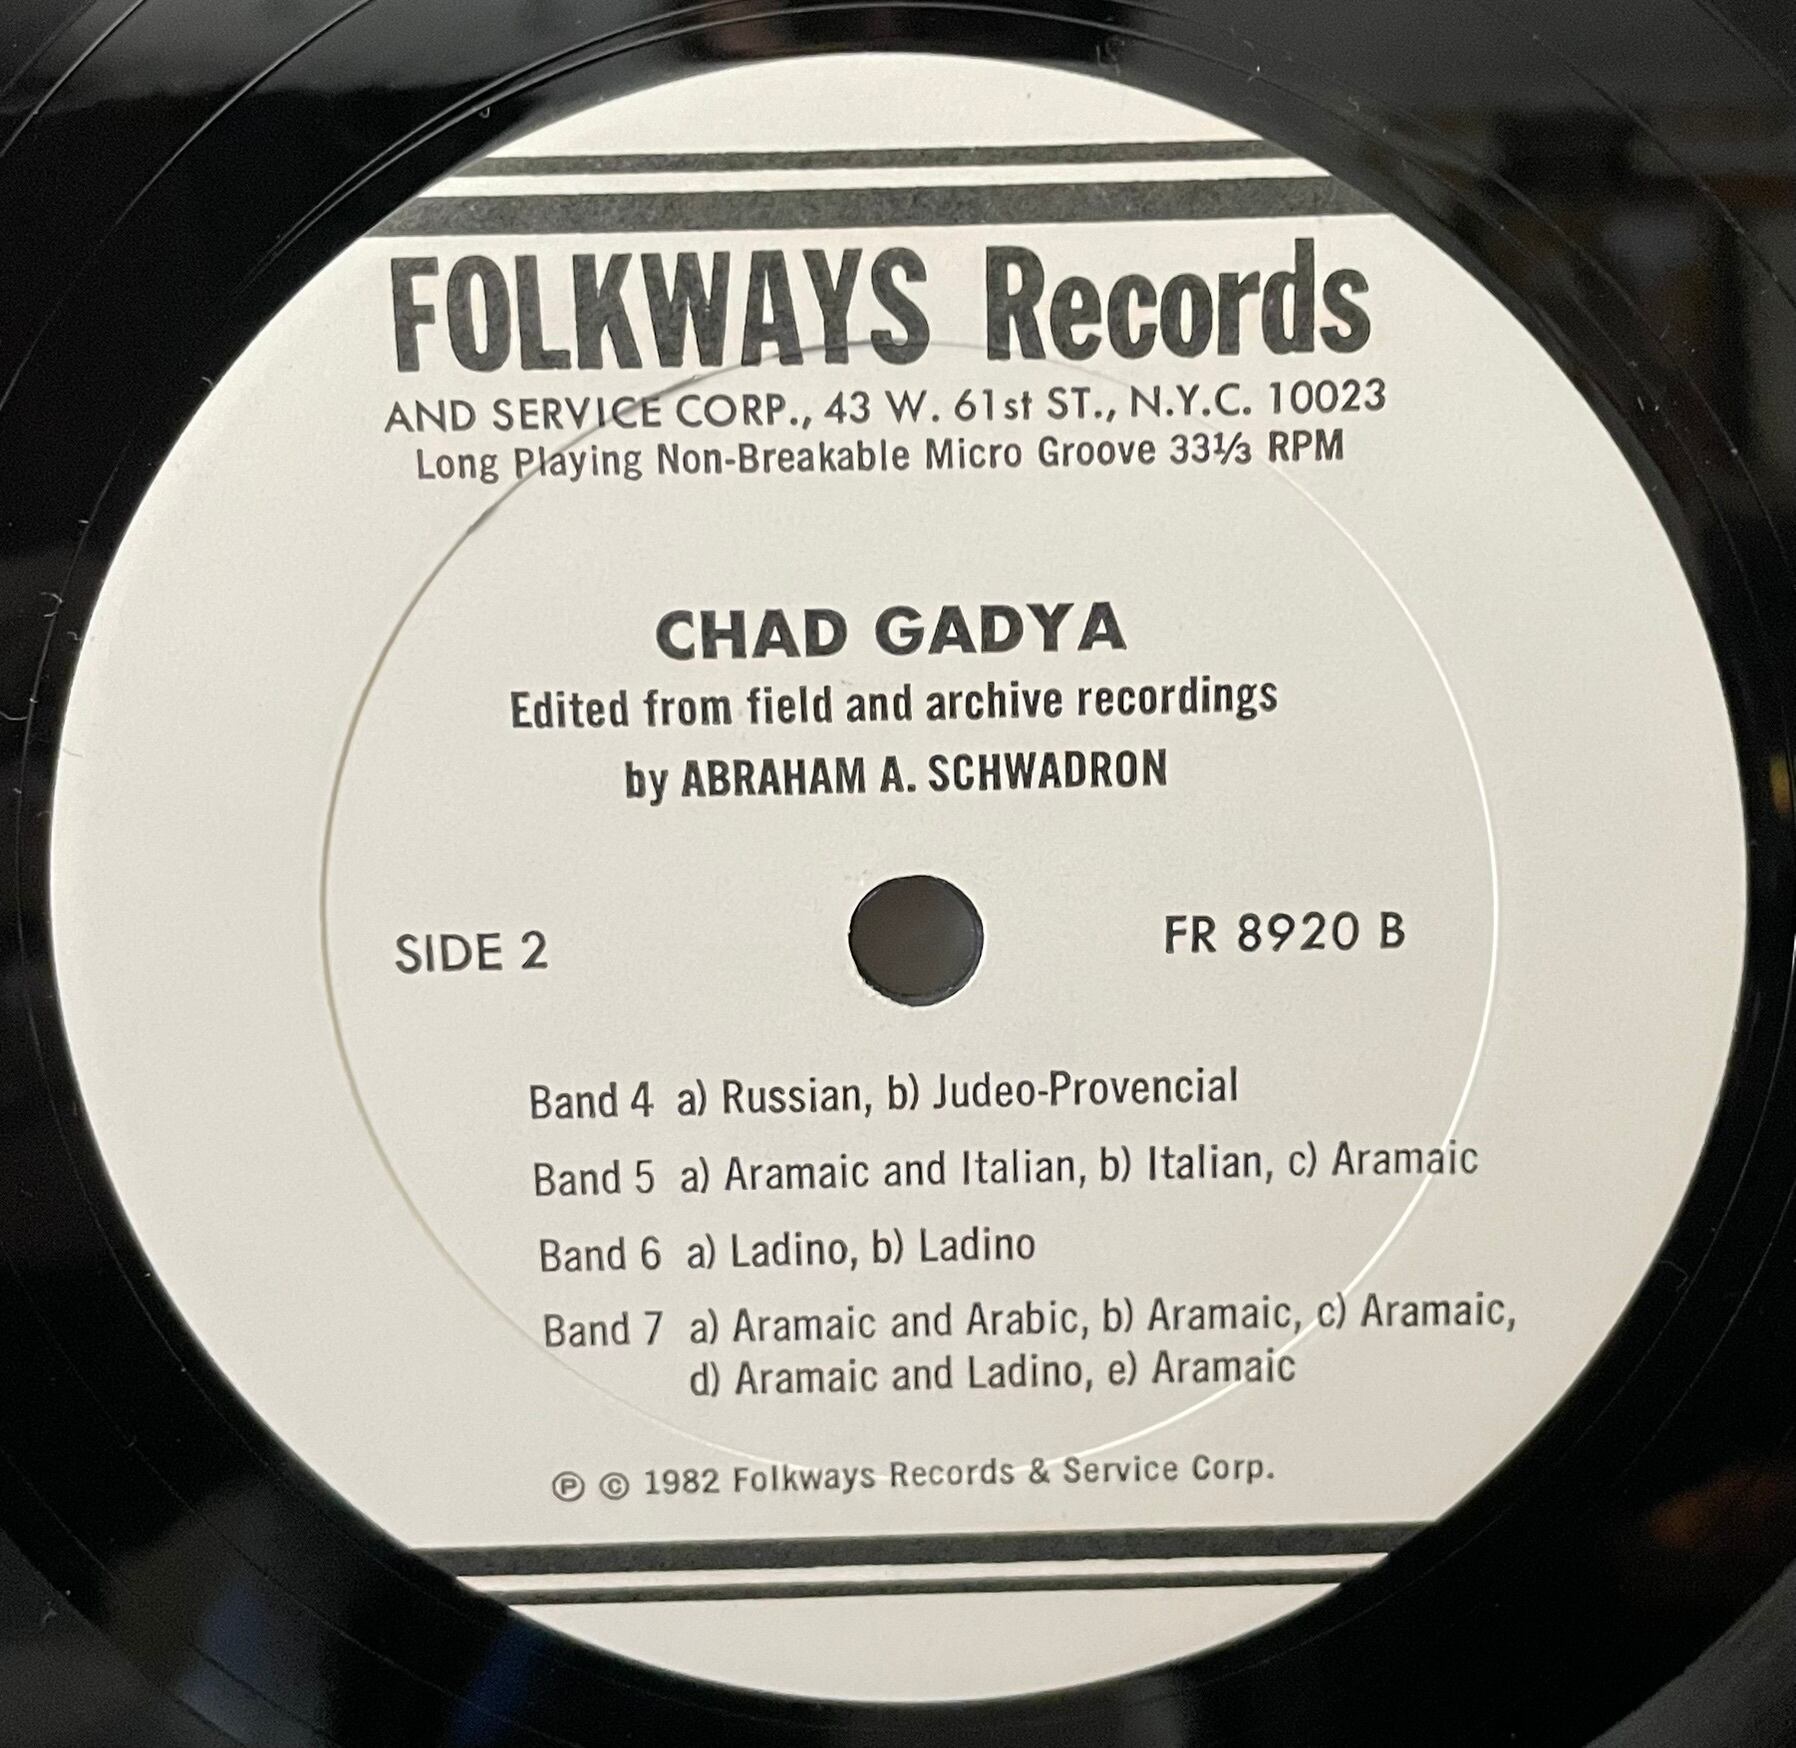 FOLKWAYS Records
AND SERVICE CORP., 43 W. 61st ST., N.Y.C. 10023
Long Playing Non-Breakable Micro Groove 33⅓ RPM
CHAD GADYA
Edited from field and archive recordings
by ABRAHAM A. SCHWADRON
SIDE 2
FR 8920 B
Band 4 a) Russian, b) Judeo-Provencial
Band 5 a) Aramaic and Italian, b) Italian, c) Aramaic
Band 6 a) Ladino, b) Ladino
Band 7 a) Aramaic and Arabic, b) Aramaic, c) Aramaic,
d) Aramaic and Ladino, e) Aramaic
℗ © 1982 Folkways Records & Service Corp.